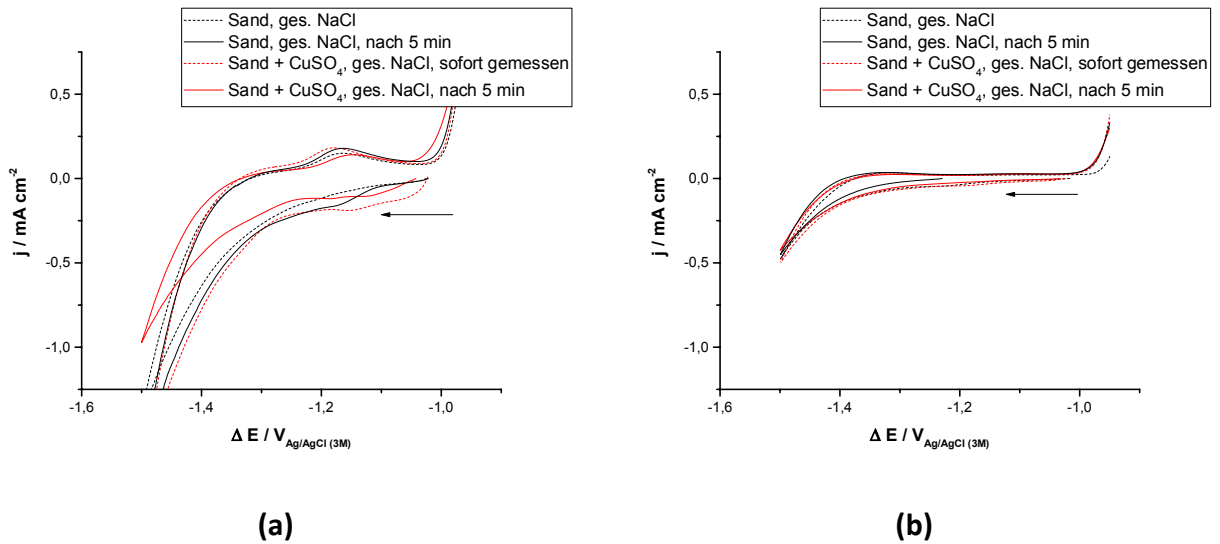 Sand, ges. NaCl
Sand, ges. NaCl, nach 5 min
Sand + CuSO4, ges. NaCl, sofort gemessen
Sand + CuSO4, ges. NaCl, nach 5 min
0,5
0,0
-0,5
-1,0
j / mA cm-2
-1,6
-1,4
-1,2
-1,0
Δ E / V Ag/AgCl (3M)
(a)
Sand, ges. NaCl
Sand, ges. NaCl, nach 5 min
Sand + CuSO4, ges. NaCl, sofort gemessen
Sand + CuSO4, ges. NaCl, nach 5 min
0,5
0,0
-0,5
-1,0
j / mA cm-2
-1,6
-1,4
-1,2
-1,0
Δ E / V Ag/AgCl (3M)
(b)